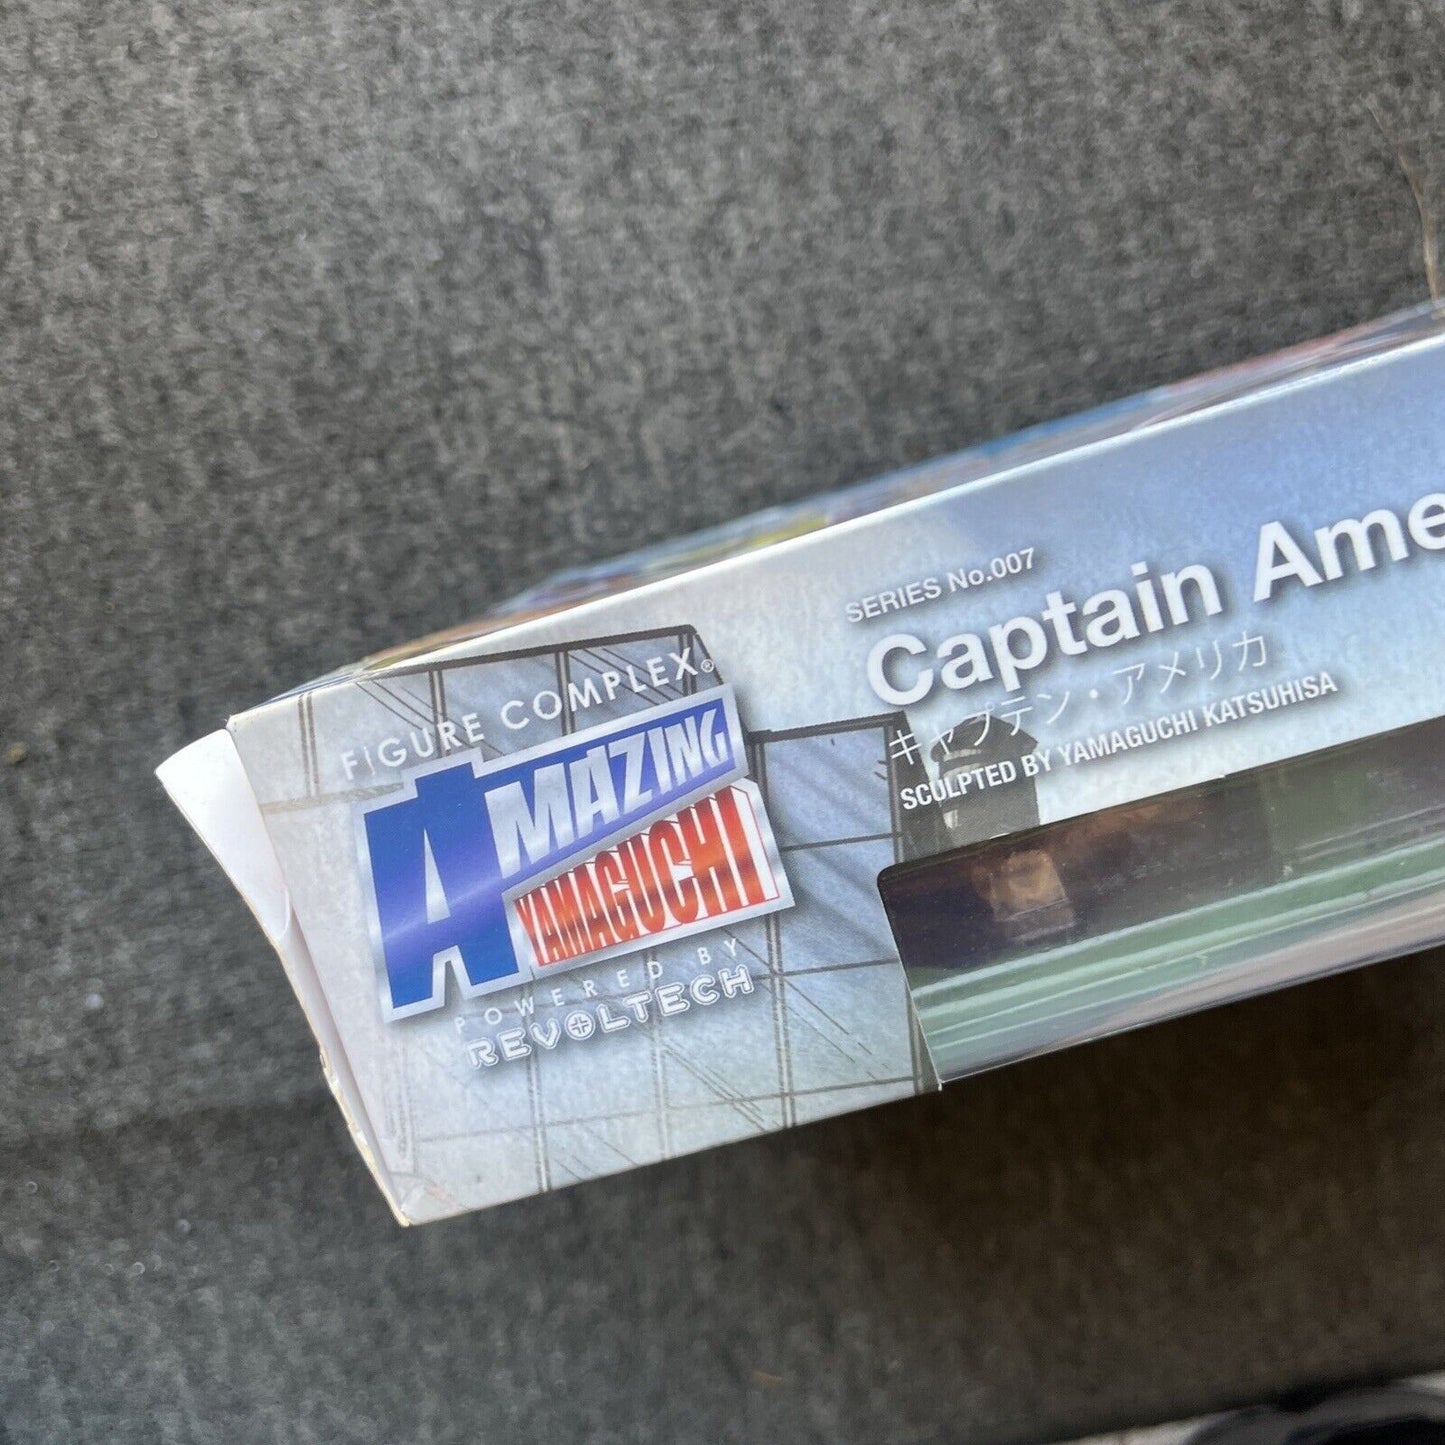 FIGURE COMPLEX®
AMAZING
YAMAGUCHI
POWERED BY
REVOLTECH
SERIES No.007
Captain Ame
キャプテン・アメリカ
SCULPTED BY YAMAGUCHI KATSUHISA